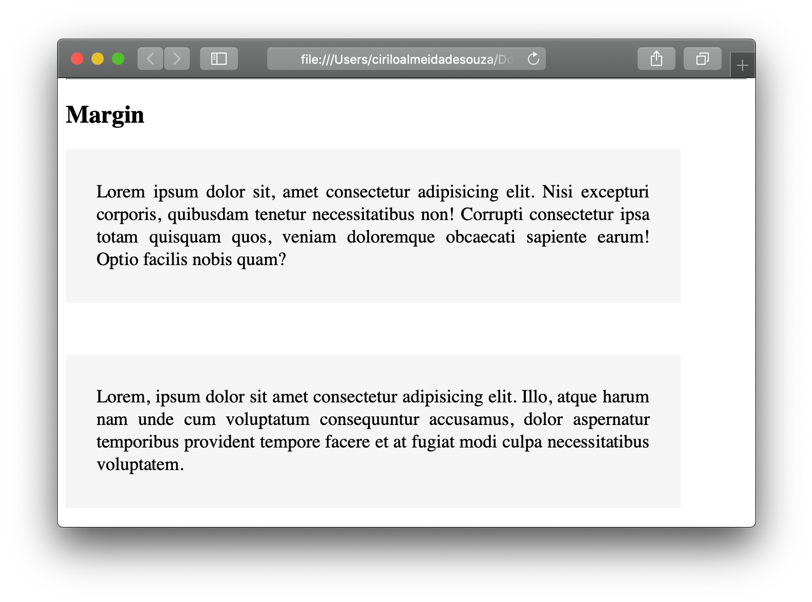 file:///Users/ciriloalmeidadesouza/Do
Margin
Lorem ipsum dolor sit, amet consectetur adipisicing elit. Nisi excepturi
corporis, quibusdam tenetur necessitatibus non! Corrupti consectetur ipsa
totam quisquam quos, veniam doloremque obcaecati sapiente earum!
Optio facilis nobis quam?
Lorem, ipsum dolor sit amet consectetur adipisicing elit. Illo, atque harum
nam unde cum voluptatum consequuntur accusamus, dolor aspernatur
temporibus provident tempore facere et at fugiat modi culpa necessitatibus
voluptatem.